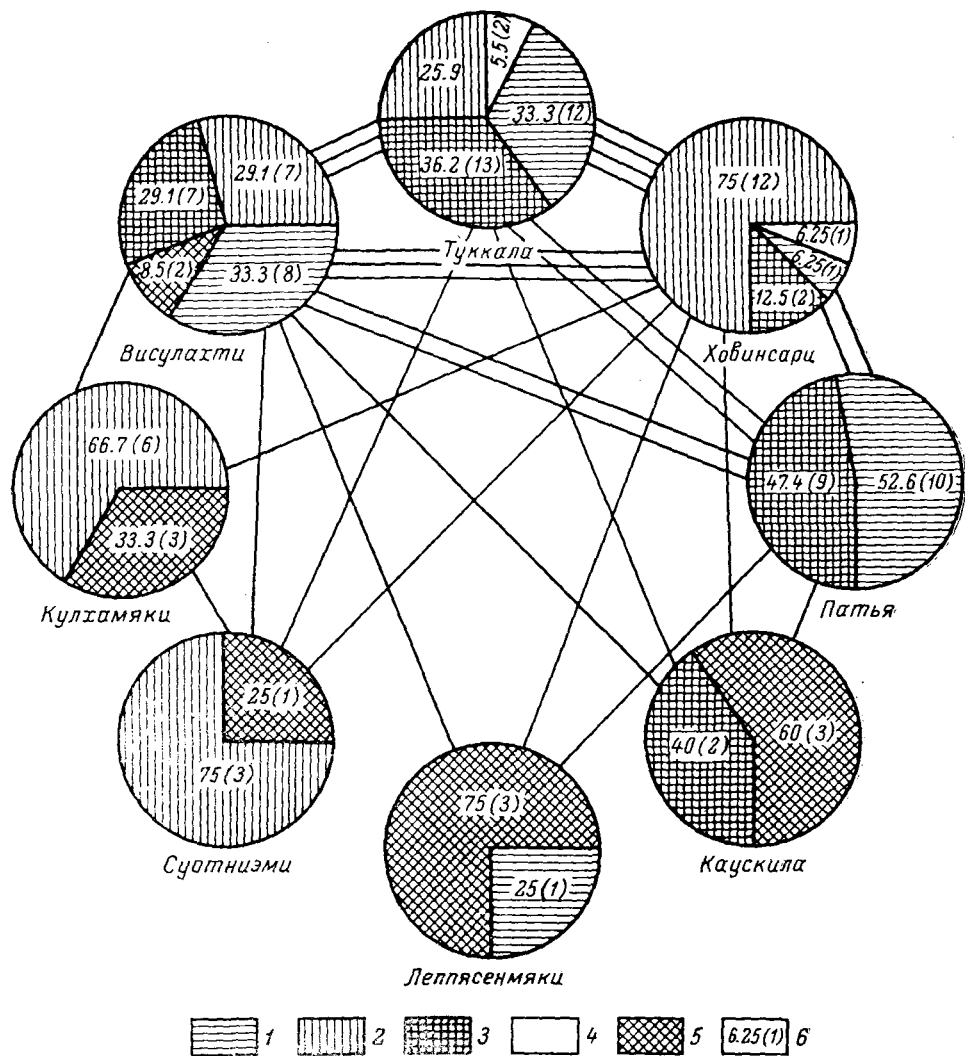 5.5(2)
25.9
33.3(12)
36.2(13)
Туккала
29.1(7)
29.1(7)
8.5(2)
33.3(8)
Висулахти
75(12)
6.25(1)
6.25(1)
12.5(2)
Ховинсари
66.7(6)
33.3(3)
Кулхамяки
47.4(9)
52.6(10)
Патья
25(1)
75(3)
Суотниэми
75(3)
25(1)
Леппясенмяки
40(2)
60(3)
Каускила
1 2 3 4 5 6.25(1) 6